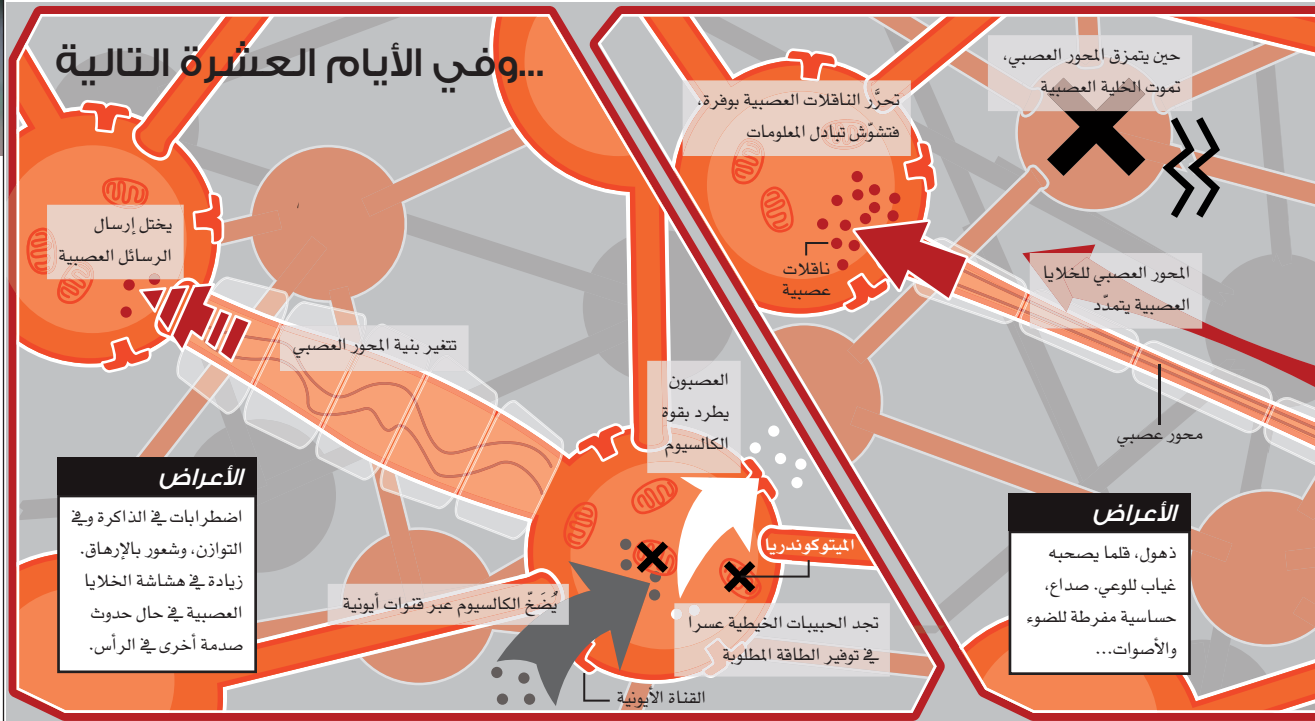 حين يتمزق المحور العصبي،
تموت الخلية العصبية
تحرَّر الناقلات العصبية بوفرة،
فتشوّش تبادل المعلومات
ناقلات
عصبية
المحور العصبي للخلايا
العصبية يتمدّد
محور عصبي
الأعراض
ذهول، قلما يصحبه
غياب للوعي. صداع،
حساسية مفرطة للضوء
والأصوات...
...وفي الأيام العشرة التالية
يختل إرسال
الرسائل العصبية
تتغير بنية المحور العصبي
العصبون
يطرد بقوة
الكالسيوم
الميتوكوندريا
تجد الحبيبات الخيطية عسرا
في توفير الطاقة المطلوبة
يُضَخّ الكالسيوم عبر قنوات أيونية
القناة الأيونية
الأعراض
اضطرابات في الذاكرة وفي
التوازن، وشعور بالإرهاق.
زيادة في هشاشة الخلايا
العصبية في حال حدوث
صدمة أخرى في الرأس.